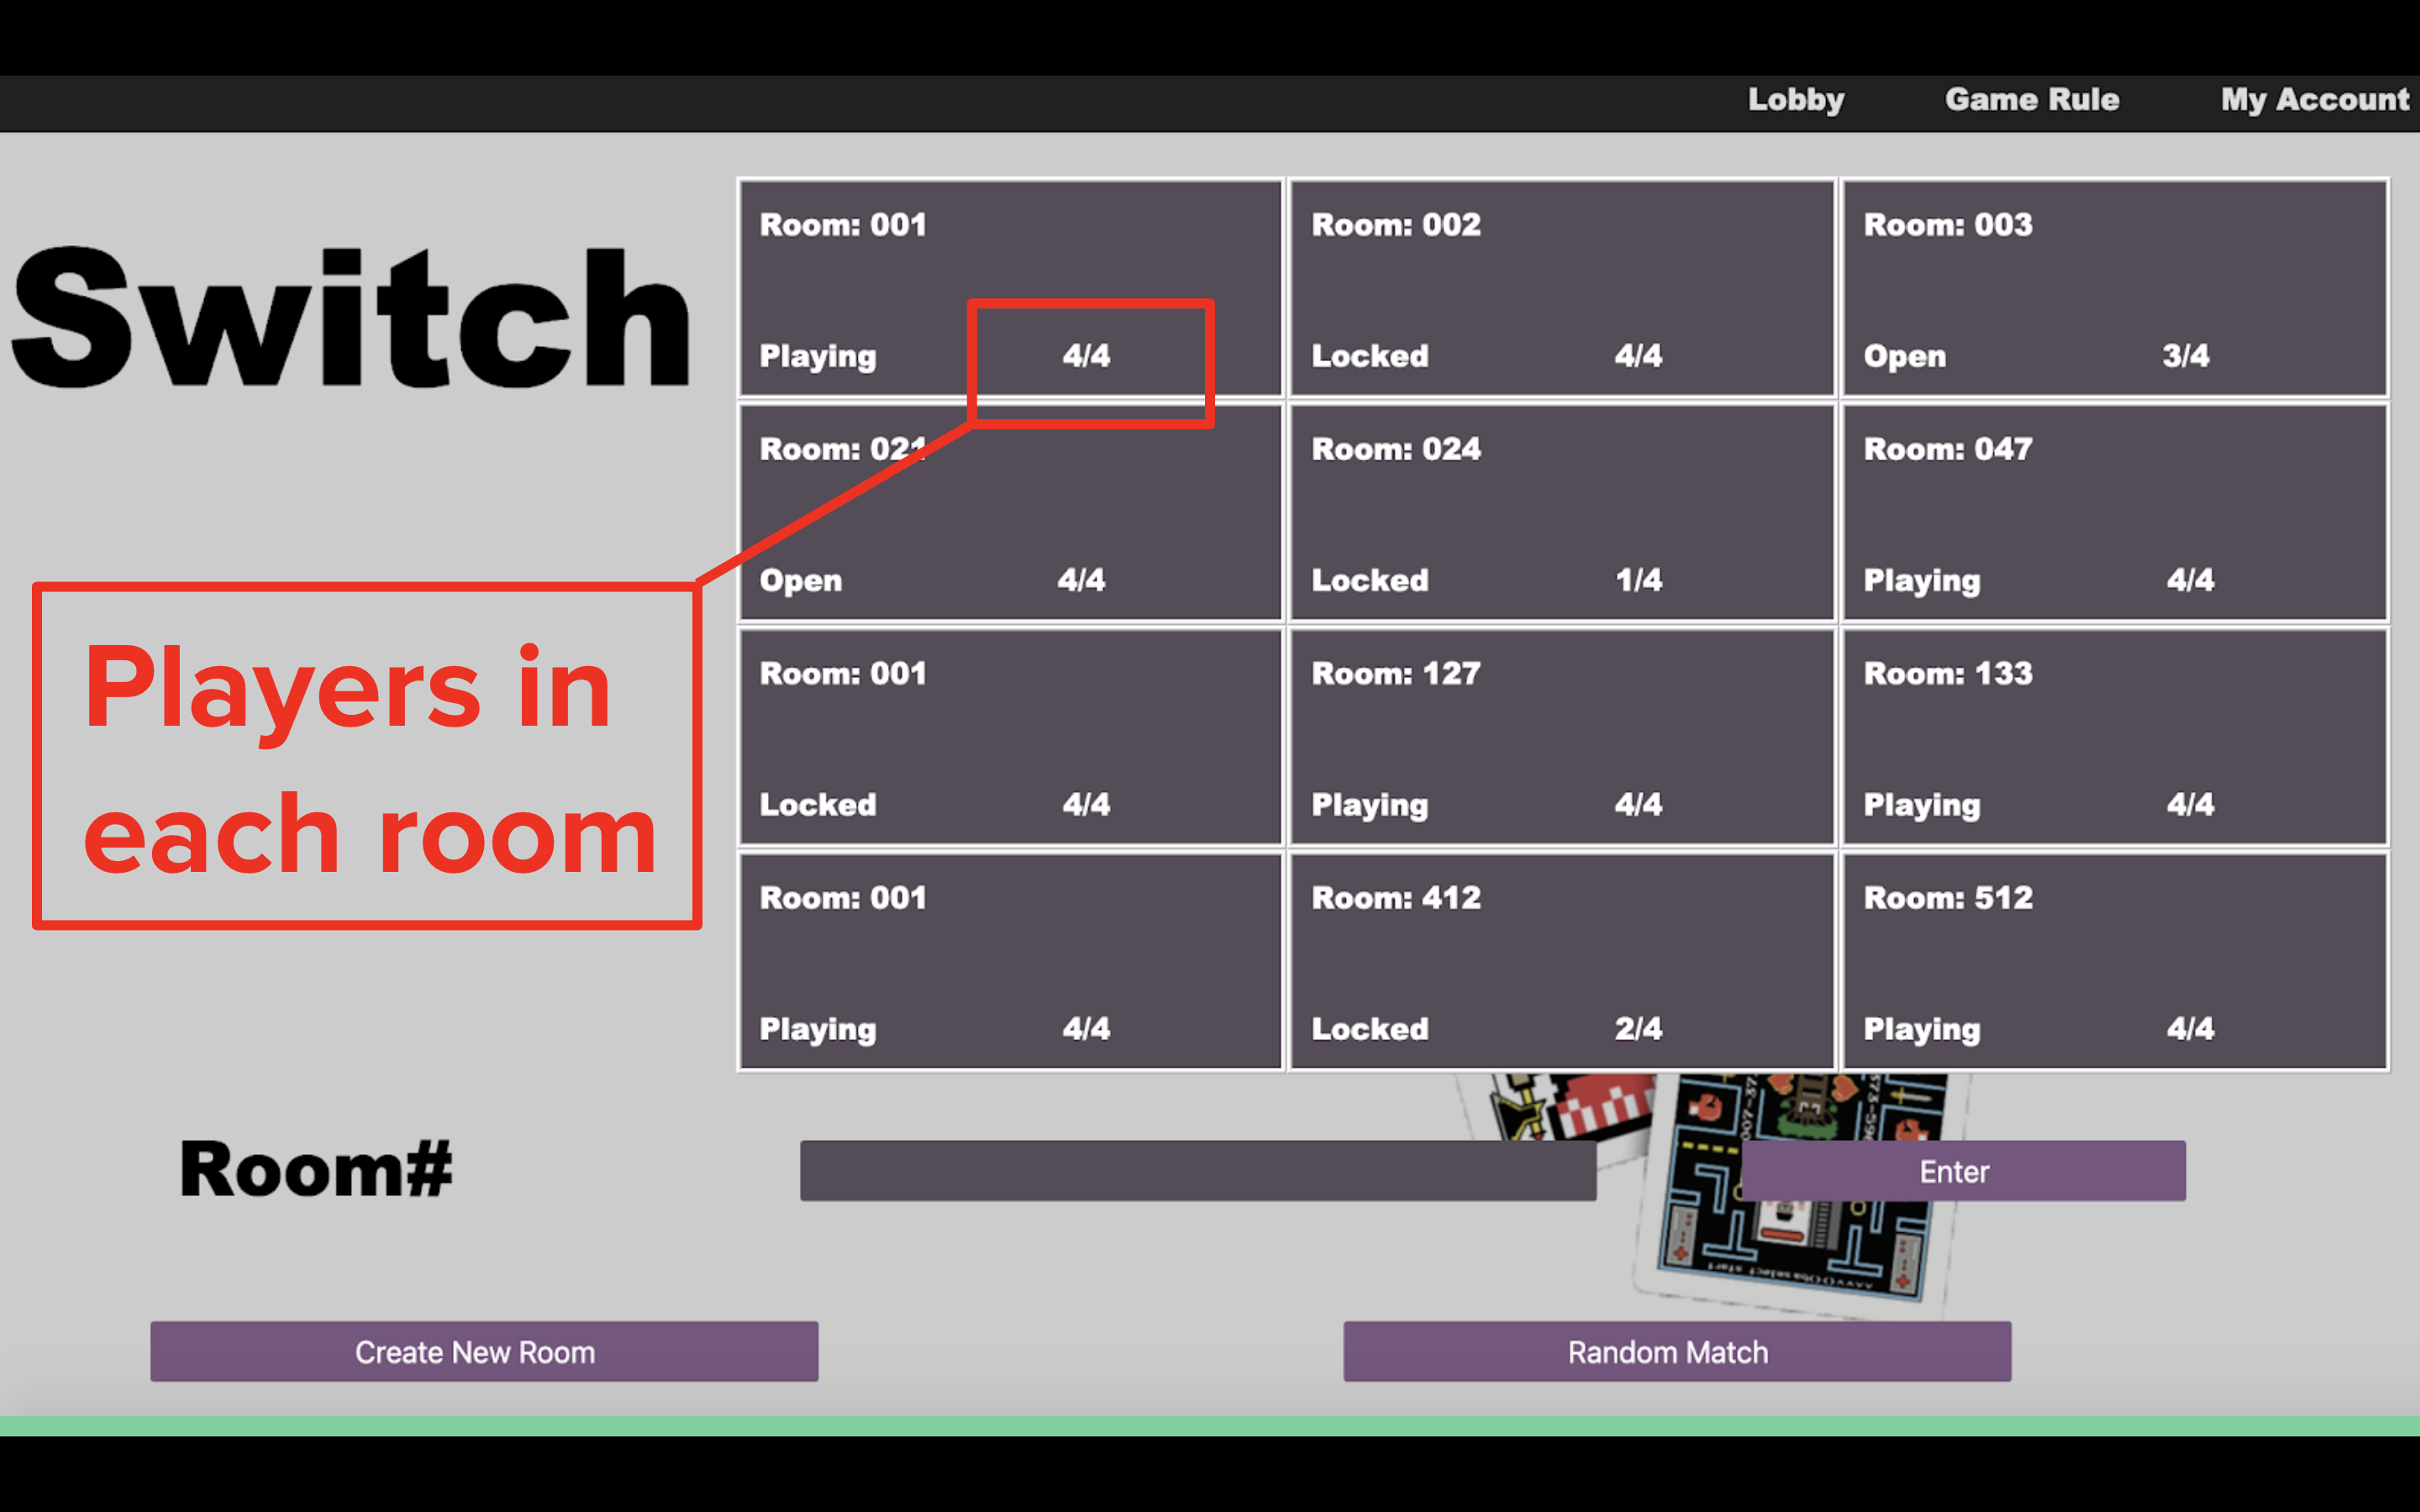 Lobby Game Rule My Account
Switch
Room: 001
Playing 4/4
Room: 002
Locked 4/4
Room: 003
Open 3/4
Room: 021
Open 4/4
Room: 024
Locked 1/4
Room: 047
Playing 4/4
Room: 001
Locked 4/4
Room: 127
Playing 4/4
Room: 133
Playing 4/4
Room: 001
Playing 4/4
Room: 412
Locked 2/4
Room: 512
Playing 4/4
Players in
each room
Room#
Enter
Create New Room
Random Match